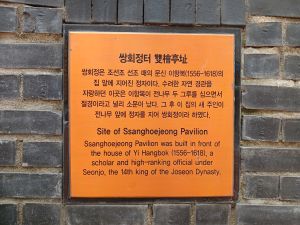 쌍회정터 雙檜亭址
쌍회정은 조선조 선조 때의 문신 이항복(1556~1618)의
집 앞에 지어진 정자이다. 수려한 자연 경관을
자랑하던 이곳은 이항복이 전나무 두 그루를 심으면서
절경이라고 널리 소문이 났다. 그 후 이 집의 새 주인이
전나무 앞에 정자를 지어 쌍회정이라 하였다.
Site of Ssanghoejeong Pavilion
Ssanghoejeong Pavilion was built in front of
the house of Yi Hangbok (1556-1618), a
scholar and high-ranking official under
Seonjo, the 14th king of the Joseon Dynasty.